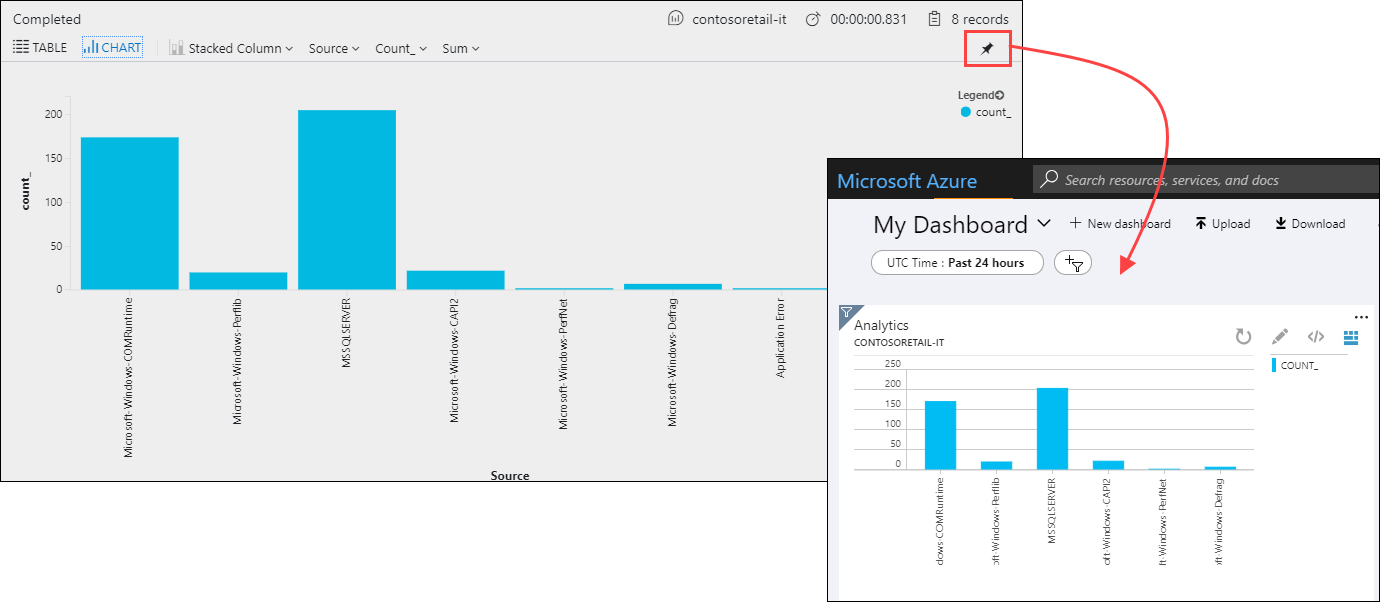 Completed
contosoretail-it
00:00:00.831
8 records
TABLE
CHART
Stacked Column
Source
Count_
Sum
Legend
count_
200
150
100
50
0
count_
Microsoft-Windows-COMRuntime
Microsoft-Windows-Perflib
MSSQLSERVER
Microsoft-Windows-CAPI2
Microsoft-Windows-PerfNet
Microsoft-Windows-Defrag
Application Error
Source
Microsoft Azure
Search resources, services, and docs
My Dashboard
New dashboard
Upload
Download
UTC Time : Past 24 hours
Analytics
CONTOSORETAIL-IT
COUNT_
250
200
150
100
50
0
dows-COMRuntime
oft-Windows-Perflib
MSSQLSERVER
oft-Windows-CAPI2
ft-Windows-PerfNet
ft-Windows-Defrag